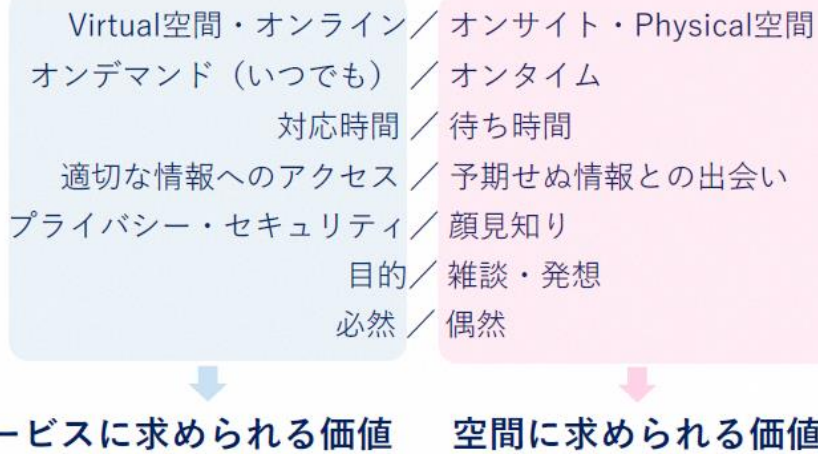 Virtual空間・オンライン／オンサイト・Physical空間
オンデマンド（いつでも）／オンタイム
対応時間／待ち時間
適切な情報へのアクセス／予期せぬ情報との出会い
プライバシー・セキュリティ／顔見知り
目的／雑談・発想
必然／偶然
ービスに求められる価値 空間に求められる価値